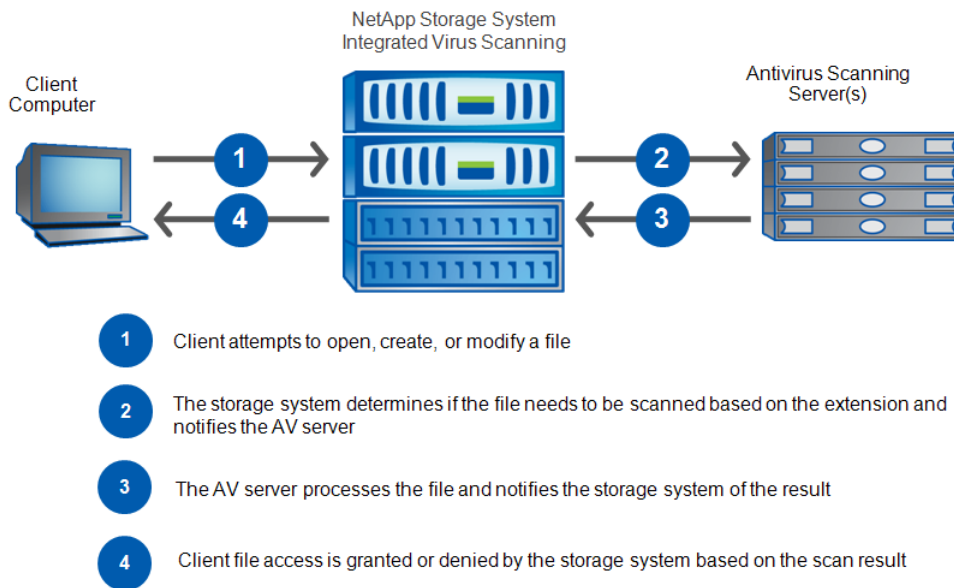 NetApp Storage System
Integrated Virus Scanning
Client
Computer
Antivirus Scanning
Server(s)
1
2
4
3
1
Client attempts to open, create, or modify a file
2
The storage system determines if the file needs to be scanned based on the extension and
notifies the AV server
3
The AV server processes the file and notifies the storage system of the result
4
Client file access is granted or denied by the storage system based on the scan result